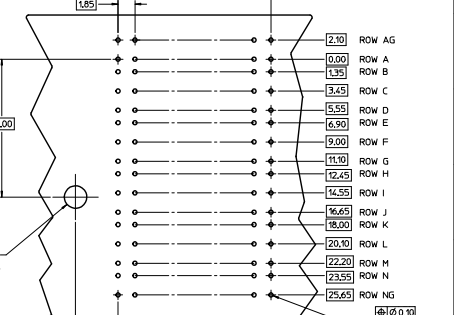 1.85
2.10 ROW AG
0.00 ROW A
1.35 ROW B
3.45 ROW C
5.55 ROW D
6.90 ROW E
9.00 ROW F
11.10 ROW G
12.45 ROW H
14.55 ROW I
16.65 ROW J
18.00 ROW K
20.10 ROW L
22.20 ROW M
23.55 ROW N
25.65 ROW NG
⌖ Ø 0.10